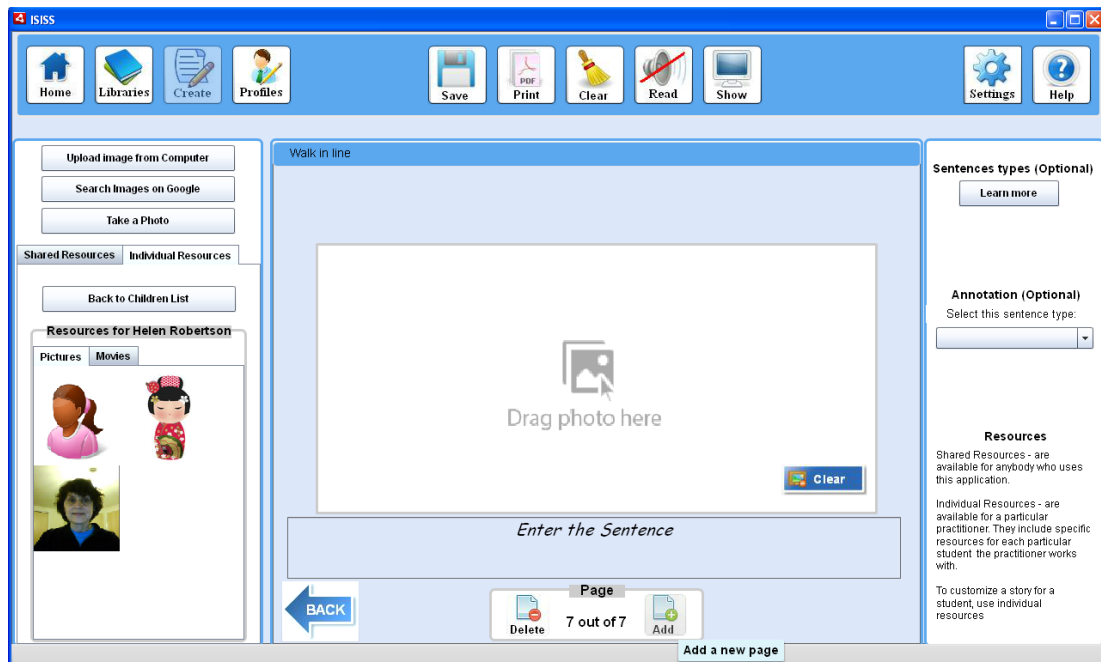 ISISS
Home
Libraries
Create
Profiles
Save
PDF
Print
Clear
Read
Show
Settings
Help
Upload image from Computer
Search Images on Google
Take a Photo
Shared Resources
Individual Resources
Back to Children List
Resources for Helen Robertson
Pictures
Movies
Walk in line
Drag photo here
Clear
Enter the Sentence
BACK
Page
Delete
7 out of 7
Add
Add a new page
Sentences types (Optional)
Learn more
Annotation (Optional)
Select this sentence type:
Resources
Shared Resources - are
available for anybody who uses
this application.
Individual Resources - are
available for a particular
practitioner. They include specific
resources for each particular
student the practitioner works
with.
To customize a story for a
student, use individual
resources